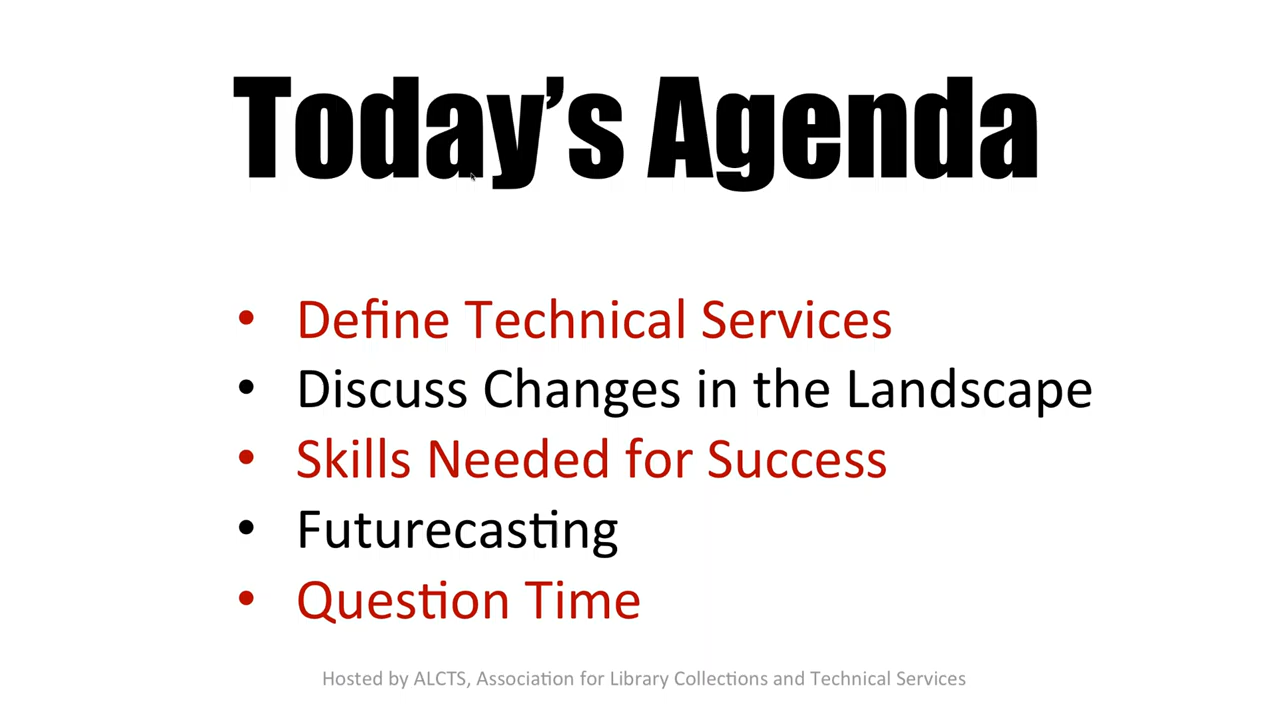 Today’s Agenda
• Define Technical Services
• Discuss Changes in the Landscape
• Skills Needed for Success
• Futurecasting
• Question Time
Hosted by ALCTS, Association for Library Collections and Technical Services